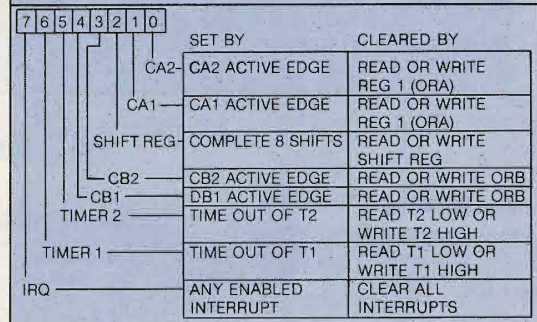 7 6 5 4 3 2 1 0
SET BY CLEARED BY
CA2 CA2 ACTIVE EDGE READ OR WRITE
REG 1 (ORA)
CA1 CA1 ACTIVE EDGE READ OR WRITE
REG 1 (ORA)
SHIFT REG COMPLETE 8 SHIFTS READ OR WRITE
SHIFT REG
CB2 CB2 ACTIVE EDGE READ OR WRITE ORB
CB1 DB1 ACTIVE EDGE READ OR WRITE ORB
TIMER 2 TIME OUT OF T2 READ T2 LOW OR
WRITE T2 HIGH
TIMER 1 TIME OUT OF T1 READ T1 LOW OR
WRITE T1 HIGH
IRQ ANY ENABLED CLEAR ALL
INTERRUPT INTERRUPTS